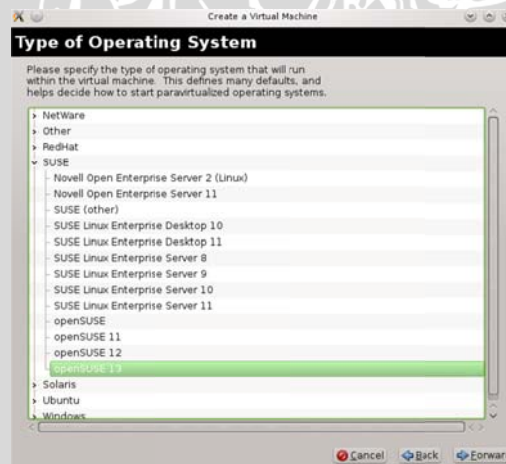 Create a Virtual Machine
Type of Operating System
Please specify the type of operating system that will run
within the virtual machine. This defines many defaults, and
helps decide how to start paravirtualized operating systems.
NetWare
Other
RedHat
SUSE
Novell Open Enterprise Server 2 (Linux)
Novell Open Enterprise Server 11
SUSE (other)
SUSE Linux Enterprise Desktop 10
SUSE Linux Enterprise Desktop 11
SUSE Linux Enterprise Server 8
SUSE Linux Enterprise Server 9
SUSE Linux Enterprise Server 10
SUSE Linux Enterprise Server 11
openSUSE
openSUSE 11
openSUSE 12
openSUSE 13
Solaris
Ubuntu
Windows
Cancel Back Forwar